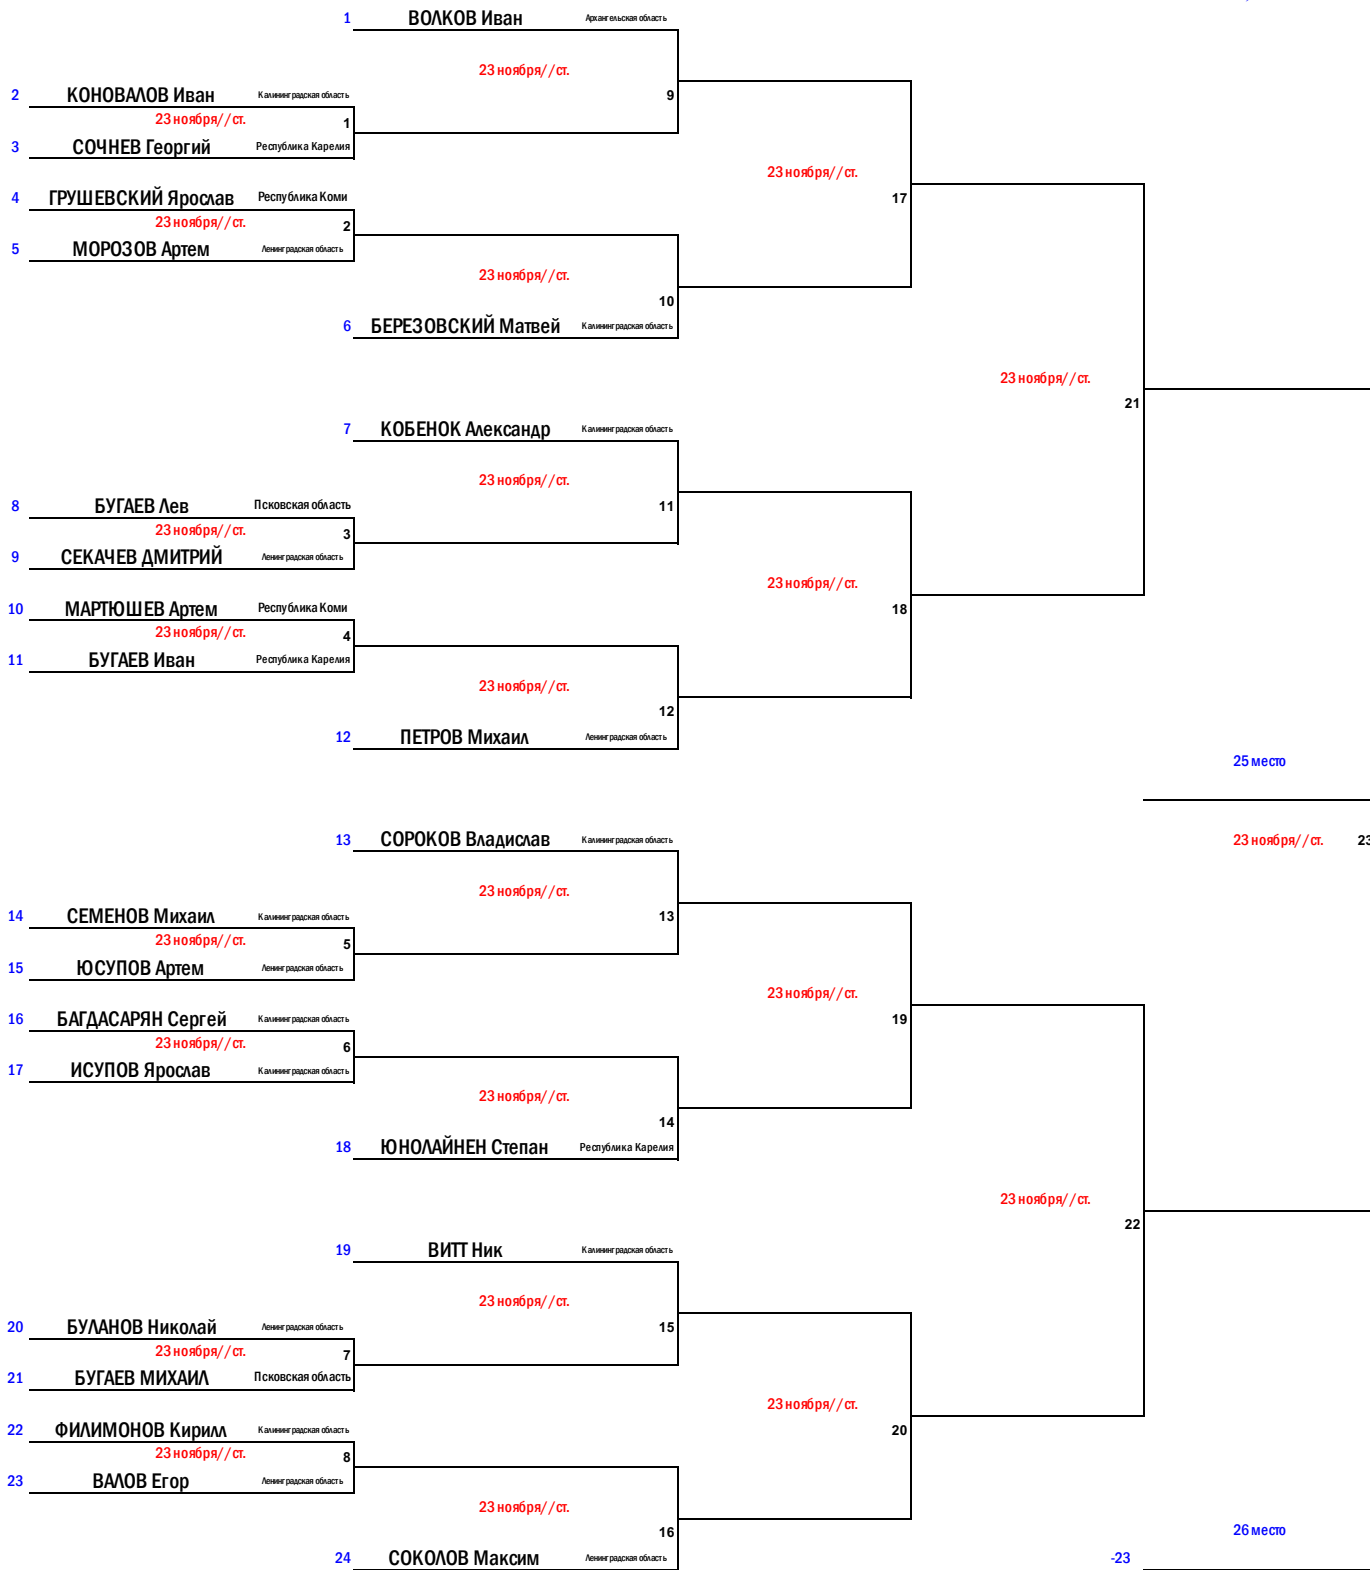 1 ВОЛКОВ Иван Архангельская область
23 ноября//ст.
2 КОНОВАЛОВ Иван Калининградская область 9
23 ноября//ст. 1
3 СОЧНЕВ Георгий Республика Карелия
23 ноября//ст.
4 ГРУШЕВСКИЙ Ярослав Республика Коми 17
23 ноября//ст. 2
5 МОРОЗОВ Артем Ленинградская область
23 ноября//ст.
10
6 БЕРЕЗОВСКИЙ Матвей Калининградская область
23 ноября//ст.
21
7 КОБЕНОК Александр Калининградская область
23 ноября//ст.
8 БУГАЕВ Лев Псковская область 11
23 ноября//ст. 3
9 СЕКАЧЕВ ДМИТРИЙ Ленинградская область
23 ноября//ст.
10 МАРТЮШЕВ Артем Республика Коми 18
23 ноября//ст. 4
11 БУГАЕВ Иван Республика Карелия
23 ноября//ст.
12
12 ПЕТРОВ Михаил Ленинградская область
25 место
13 СОРОКОВ Владислав Калининградская область 23 ноября//ст. 23
23 ноября//ст.
14 СЕМЕНОВ Михаил Калининградская область 13
23 ноября//ст. 5
15 ЮСУПОВ Артем Ленинградская область
23 ноября//ст.
16 БАГДАСАРЯН Сергей Калининградская область 19
23 ноября//ст. 6
17 ИСУПОВ Ярослав Калининградская область
23 ноября//ст.
14
18 ЮНОЛАЙНЕН Степан Республика Карелия
23 ноября//ст.
22
19 ВИТТ Ник Калининградская область
23 ноября//ст.
20 БУЛАНОВ Николай Ленинградская область 15
23 ноября//ст. 7
21 БУГАЕВ МИХАИЛ Псковская область
23 ноября//ст.
22 ФИЛИМОНОВ Кирилл Калининградская область 20
23 ноября//ст. 8
23 ВАЛОВ Егор Ленинградская область
23 ноября//ст.
16 26 место
24 СОКОЛОВ Максим Ленинградская область -23